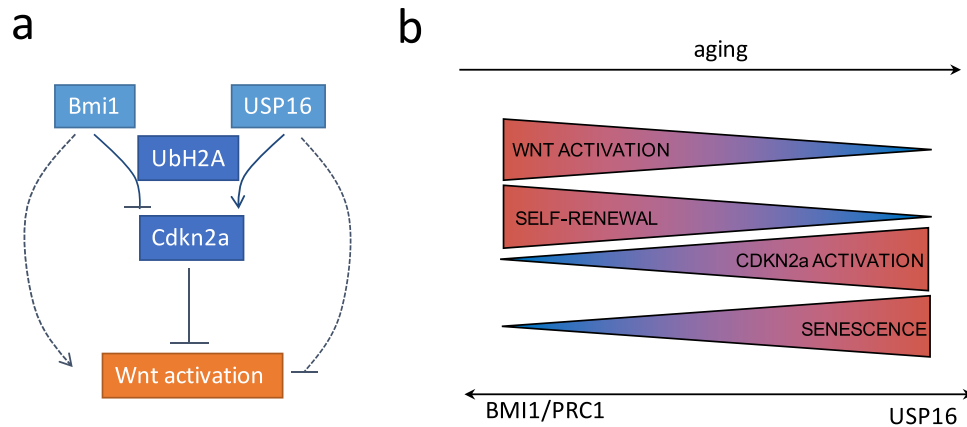 a
Bmi1
USP16
UbH2A
Cdkn2a
Wnt activation
b
aging
WNT ACTIVATION
SELF-RENEWAL
CDKN2a ACTIVATION
SENESCENCE
BMI1/PRC1
USP16